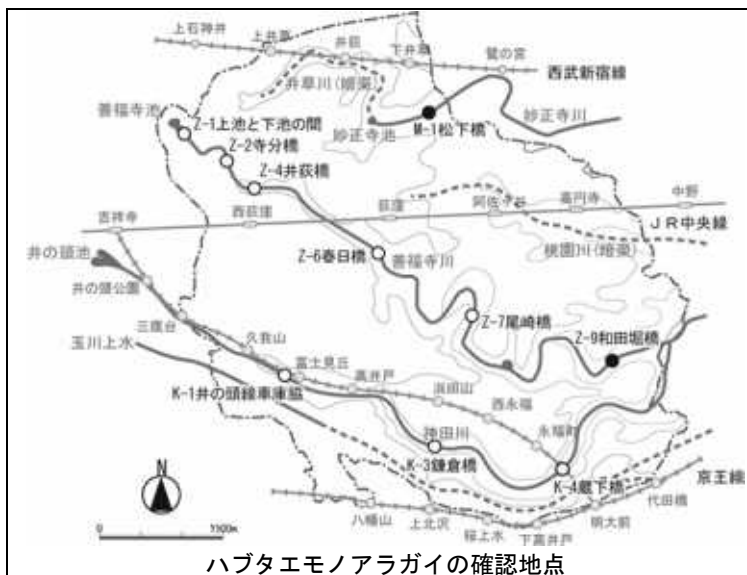 上石神井
上井草
井荻
下井草
鷺の宮
西武新宿線
井草川(暗渠)
善福寺池
Z-1上池と下池の間
妙正寺池
M-1松下橋
妙正寺川
Z-2寺分橋
Z-4井荻橋
吉祥寺
西荻窪
荻窪
阿佐ヶ谷
高円寺
中野
JR中央線
井の頭池
Z-6春日橋
善福寺川
桃園川(暗渠)
井の頭公園
三鷹台
Z-7尾崎橋
Z-9和田堀橋
玉川上水
久我山
富士見丘
高井戸
浜田山
西永福
K-1井の頭線車庫脇
永福町
神田川
K-3鎌倉橋
K-4蔵下橋
京王線
N
代田橋
明大前
八幡山
上北沢
桜上水
下高井戸
0
1100m
ハブタエモノアラガイの確認地点